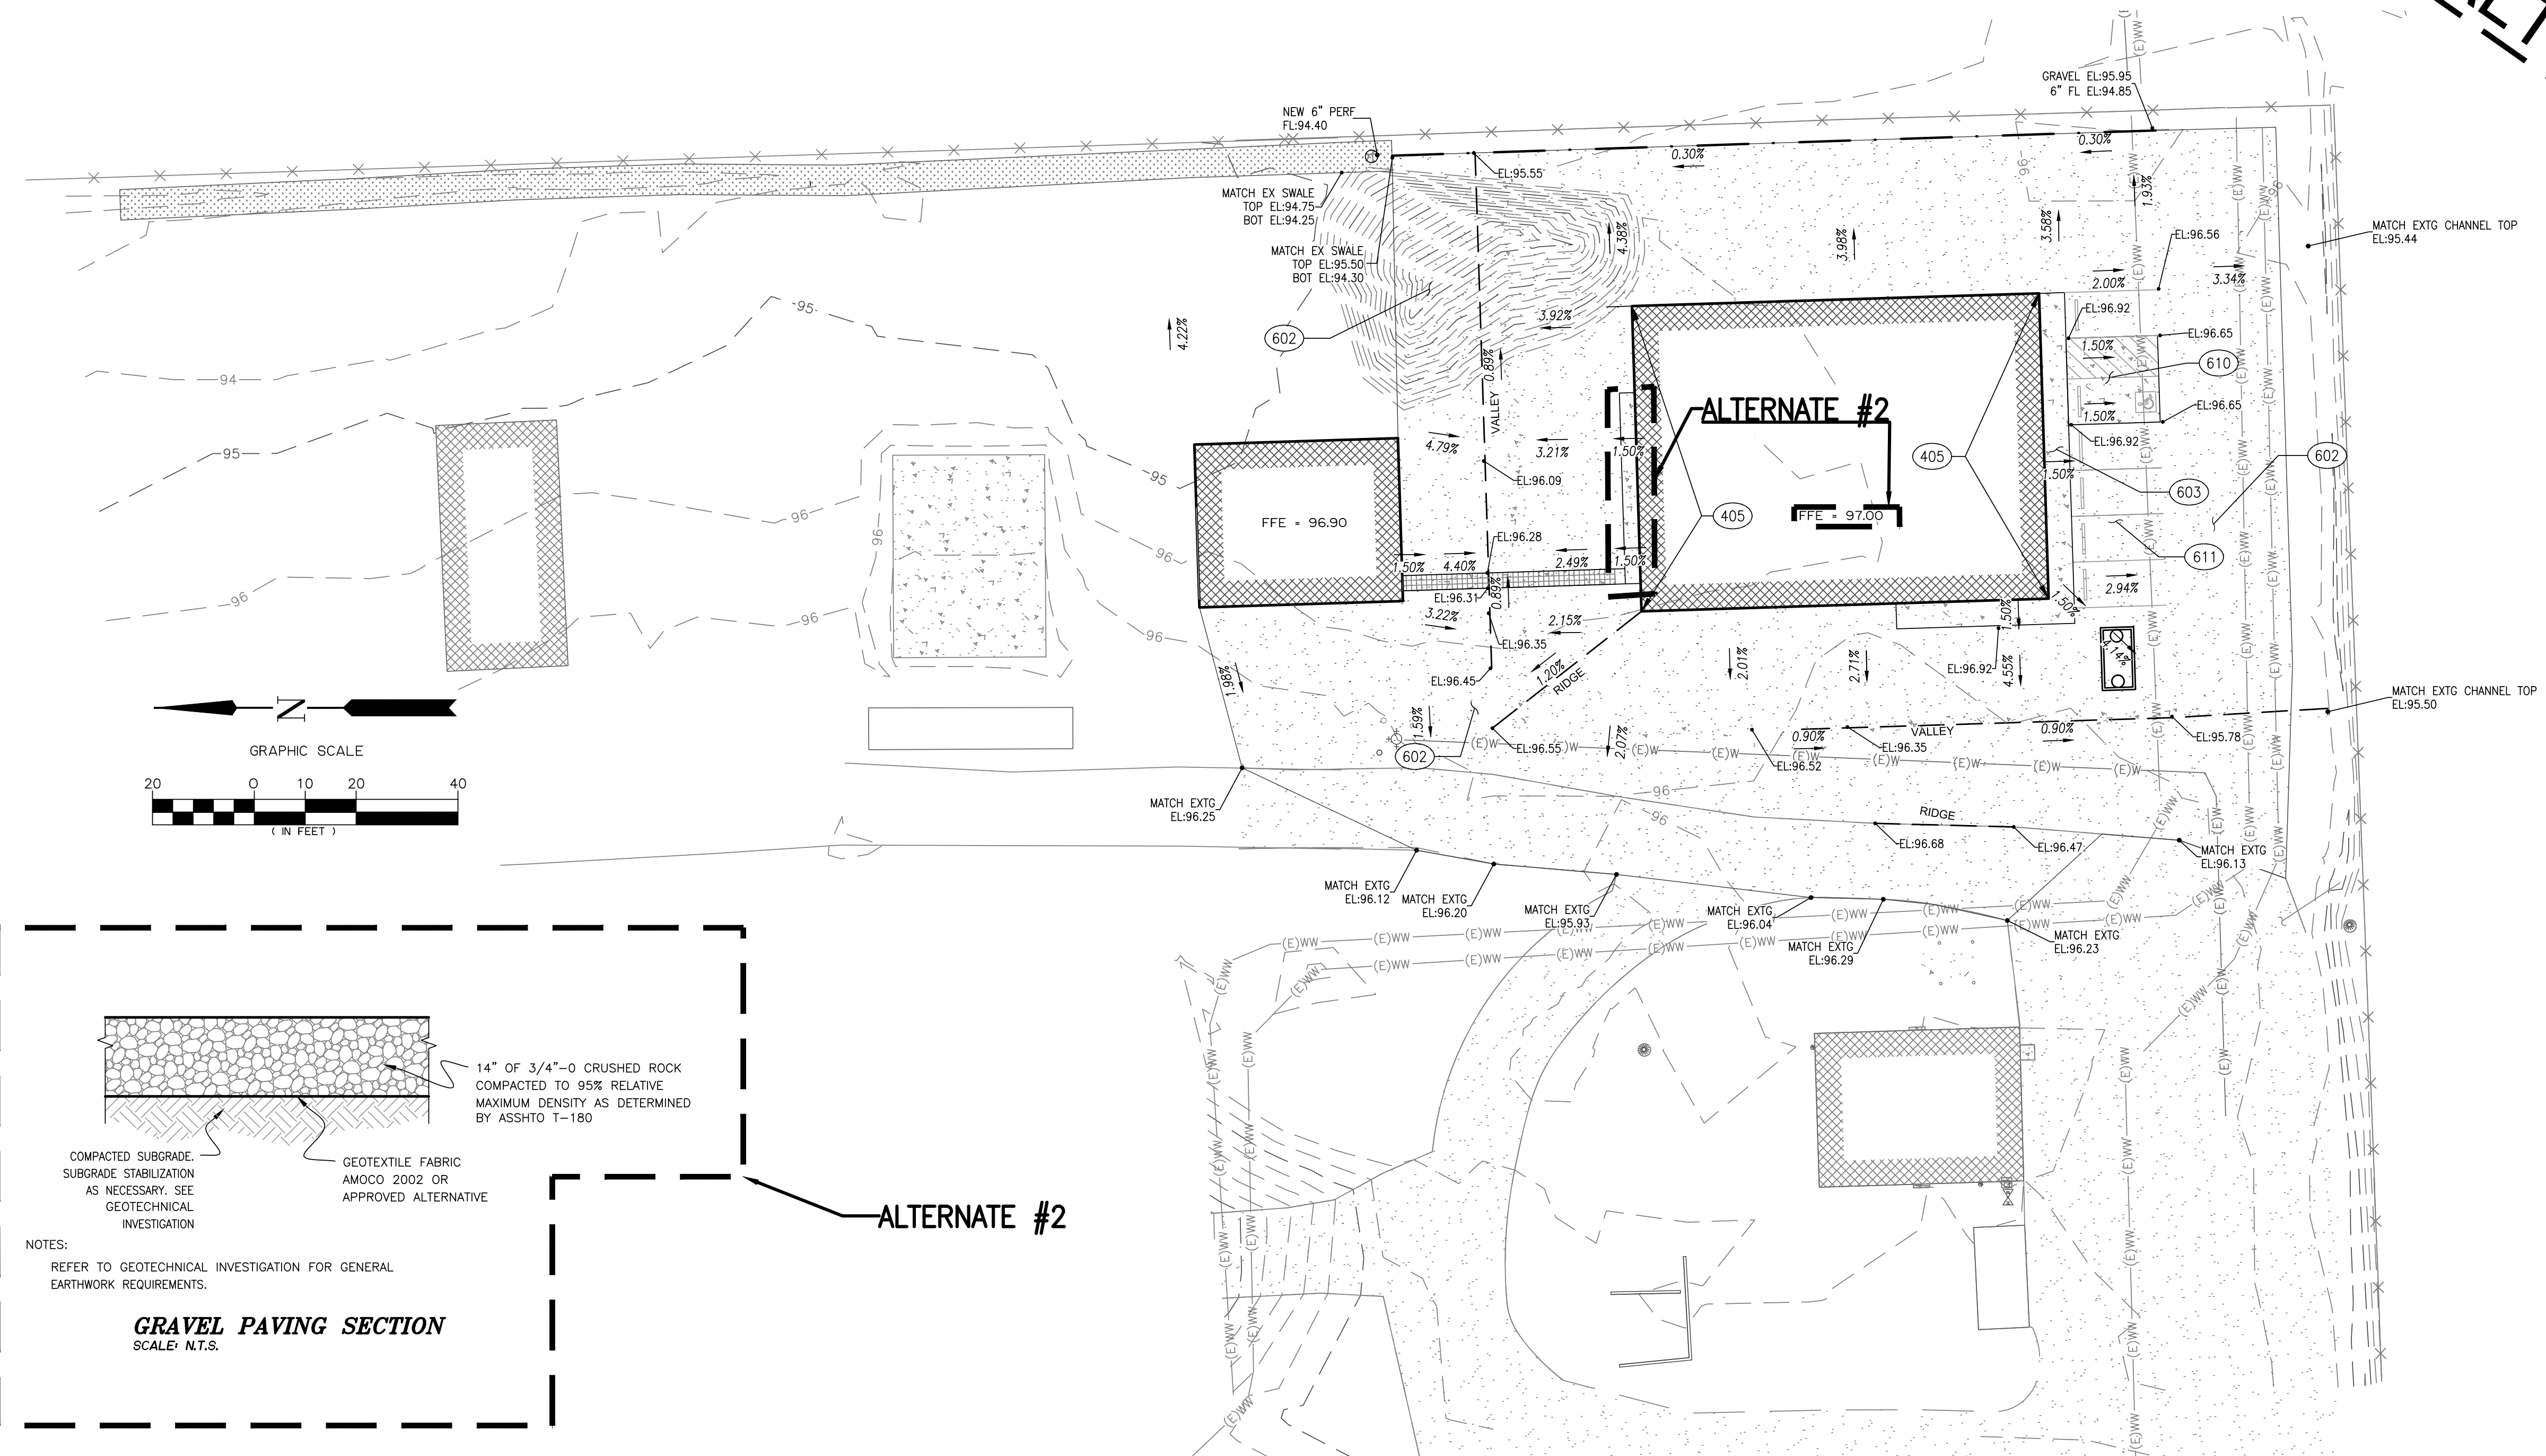 GRAVEL EL:95.95
6" FL EL:94.85
NEW 6" PERF
FL:94.40
0.30%
0.30%
96
1.93%
96
EL:95.55
MATCH EX SWALE
TOP EL:94.75
BOT EL:94.25
MATCH EX SWALE
TOP EL:95.50
BOT EL:94.30
4.38%
3.98%
3.58%
EL:96.56
MATCH EXTG CHANNEL TOP
EL:95.44
2.00%
3.34%
95
4.22%
602
3.92%
EL:96.92
EL:96.65
1.50%
610
94
0.89%
VALLEY
ALTERNATE #2
1.50%
EL:96.65
EL:96.92
95
95
4.79%
3.21%
1.50%
405
602
1.50%
EL:96.09
603
96
96
FFE = 96.90
405
FFE = 97.00
EL:96.28
96
611
1.50%
4.40%
2.49%
1.50%
2.94%
96
EL:96.31
0.89%
1.50%
1.50%
96
96
3.22%
2.15%
EL:96.35
4.14%
1.98%
EL:96.45
1.20%
RIDGE
2.01%
2.71%
EL:96.92
4.55%
N
GRAPHIC SCALE
20 0 10 20 40
( IN FEET )
MATCH EXTG CHANNEL TOP
EL:95.50
1.59%
602
EL:96.55
2.07%
0.90%
VALLEY
0.90%
EL:96.35
EL:95.78
EL:96.52
(E)W
(E)W
(E)W
(E)W
(E)W
(E)W
(E)W
(E)W
(E)W
96
96
MATCH EXTG
EL:96.25
RIDGE
EL:96.68
EL:96.47
MATCH EXTG
EL:96.13
MATCH EXTG
EL:96.12
MATCH EXTG
EL:96.20
MATCH EXTG
EL:95.93
MATCH EXTG
EL:96.04
MATCH EXTG
EL:96.29
MATCH EXTG
EL:96.23
(E)WW
(E)WW
(E)WW
(E)WW
(E)WW
(E)WW
(E)WW
(E)WW
14" OF 3/4"-0 CRUSHED ROCK
COMPACTED TO 95% RELATIVE
MAXIMUM DENSITY AS DETERMINED
BY ASSHTO T-180
COMPACTED SUBGRADE.
SUBGRADE STABILIZATION
AS NECESSARY. SEE
GEOTECHNICAL
INVESTIGATION
GEOTEXTILE FABRIC
AMOCO 2002 OR
APPROVED ALTERNATIVE
ALTERNATE #2
NOTES:
REFER TO GEOTECHNICAL INVESTIGATION FOR GENERAL
EARTHWORK REQUIREMENTS.
GRAVEL PAVING SECTION
SCALE: N.T.S.